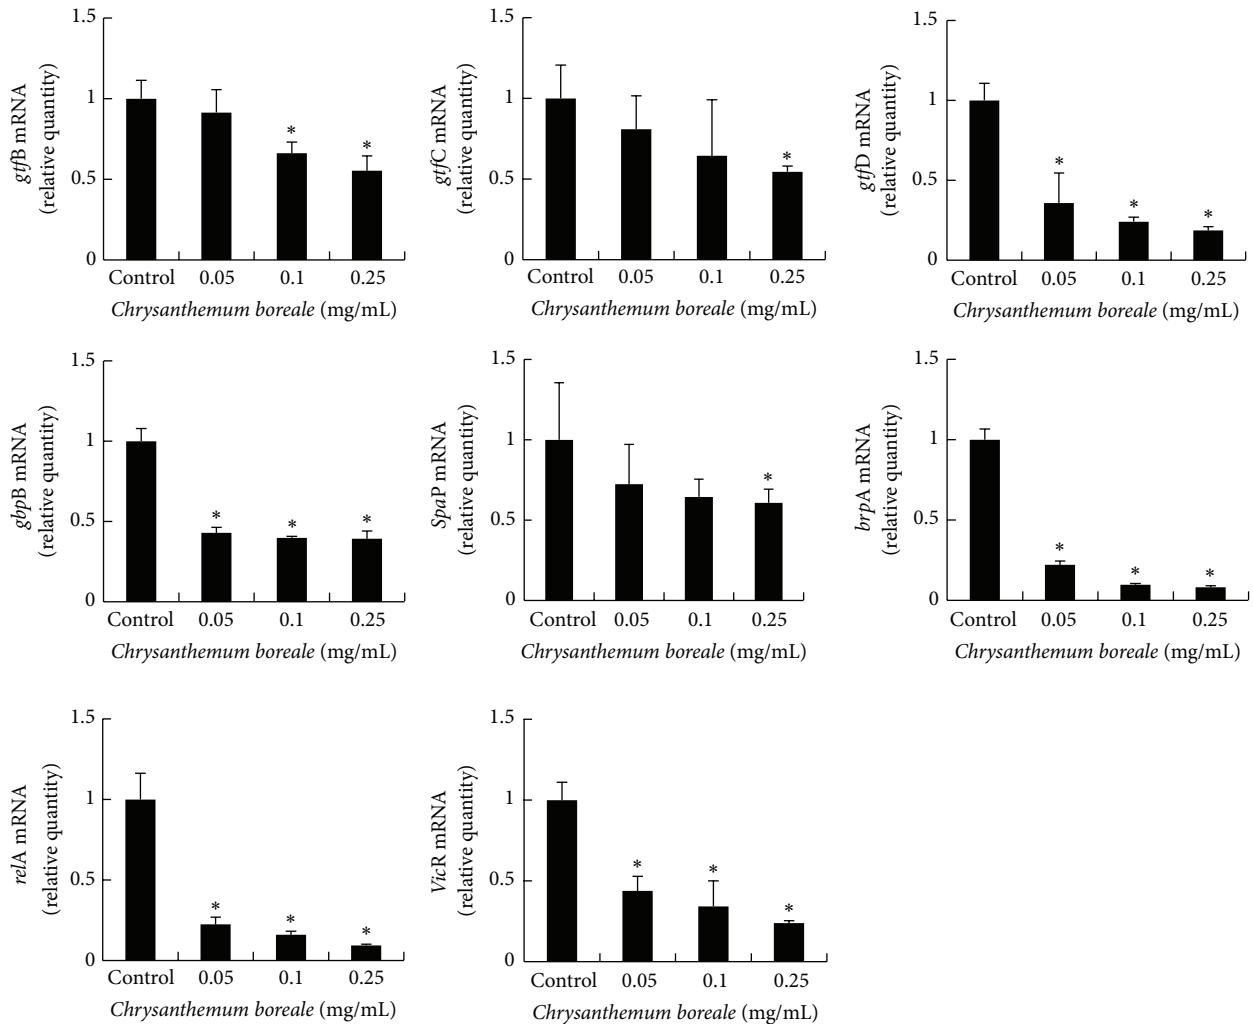 1.5
1
0.5
0
gtfB mRNA
(relative quantity)
*
*
Control 0.05 0.1 0.25
Chrysanthemum boreale (mg/mL)
1.5
1
0.5
0
gtfC mRNA
(relative quantity)
*
Control 0.05 0.1 0.25
Chrysanthemum boreale (mg/mL)
1.5
1
0.5
0
gtfD mRNA
(relative quantity)
*
*
*
Control 0.05 0.1 0.25
Chrysanthemum boreale (mg/mL)
1.5
1
0.5
0
gbpB mRNA
(relative quantity)
*
*
*
Control 0.05 0.1 0.25
Chrysanthemum boreale (mg/mL)
1.5
1
0.5
0
SpaP mRNA
(relative quantity)
*
Control 0.05 0.1 0.25
Chrysanthemum boreale (mg/mL)
1.5
1
0.5
0
brpA mRNA
(relative quantity)
*
*
*
Control 0.05 0.1 0.25
Chrysanthemum boreale (mg/mL)
1.5
1
0.5
0
relA mRNA
(relative quantity)
*
*
*
Control 0.05 0.1 0.25
Chrysanthemum boreale (mg/mL)
1.5
1
0.5
0
VicR mRNA
(relative quantity)
*
*
*
Control 0.05 0.1 0.25
Chrysanthemum boreale (mg/mL)